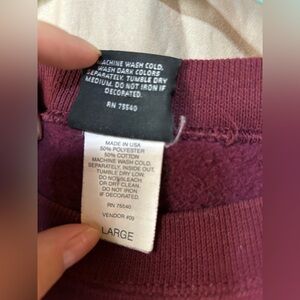 MACHINE WASH COLD.
WASH DARK COLORS
SEPARATELY. TUMBLE DRY
MEDIUM. DO NOT IRON IF
DECORATED.
RN 75540
MADE IN USA
50% POLYESTER
50% COTTON
MACHINE WASH COLD.
SEPARATELY. INSIDE OUT.
TUMBLE DRY LOW.
DO NOT BLEACH
OR DRY CLEAN.
DO NOT IRON
IF DECORATED.
RN 75540
VENDOR #09
LARGE